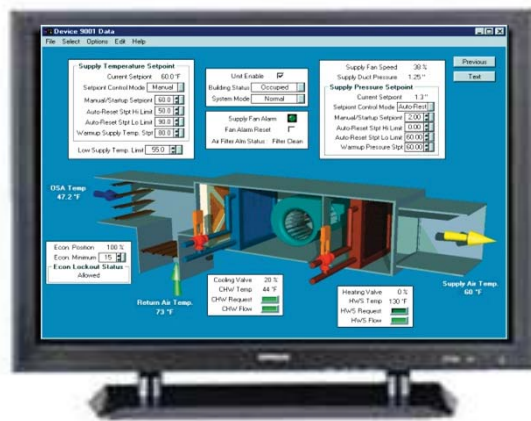 Device 9001 Data
File Select Options Edit Help
Supply Temperature Setpoint
Current Setpoint 60.0 °F
Setpoint Control Mode Manual
Manual/Startup Setpoint 60.0
Auto-Reset Stpt Hi Limit 50.0
Auto-Reset Stpt Lo Limit 90.0
Warmup Supply Temp. Stpt 80.0
Low Supply Temp. Limit 55.0
Unit Enable
Building Status Occupied
System Mode Normal
Supply Fan Alarm
Fan Alarm Reset
Air Filter Alm Status : Filter Clean
Supply Fan Speed 38 %
Supply Duct Pressure 1.25 "
Supply Pressure Setpoint
Current Setpoint 1.3 "
Setpoint Control Mode Auto-Rest
Manual/Startup Setpoint 2.00
Auto-Reset Stpt Hi Limit 0.00
Auto-Reset Stpt Lo Limit 60.00
Warmup Pressure Stpt 60.00
Previous
Text
OSA Temp
47.2 °F
Econ. Position 100 %
Econ. Minimum 15
Econ Lockout Status
Allowed
Return Air Temp.
73 °F
Cooling Valve 20 %
CHW Temp 44 °F
CHW Request
CHW Flow
Heating Valve 0 %
HWS Temp 130 °F
HWS Request
HWS Flow
Supply Air Temp.
60 °F